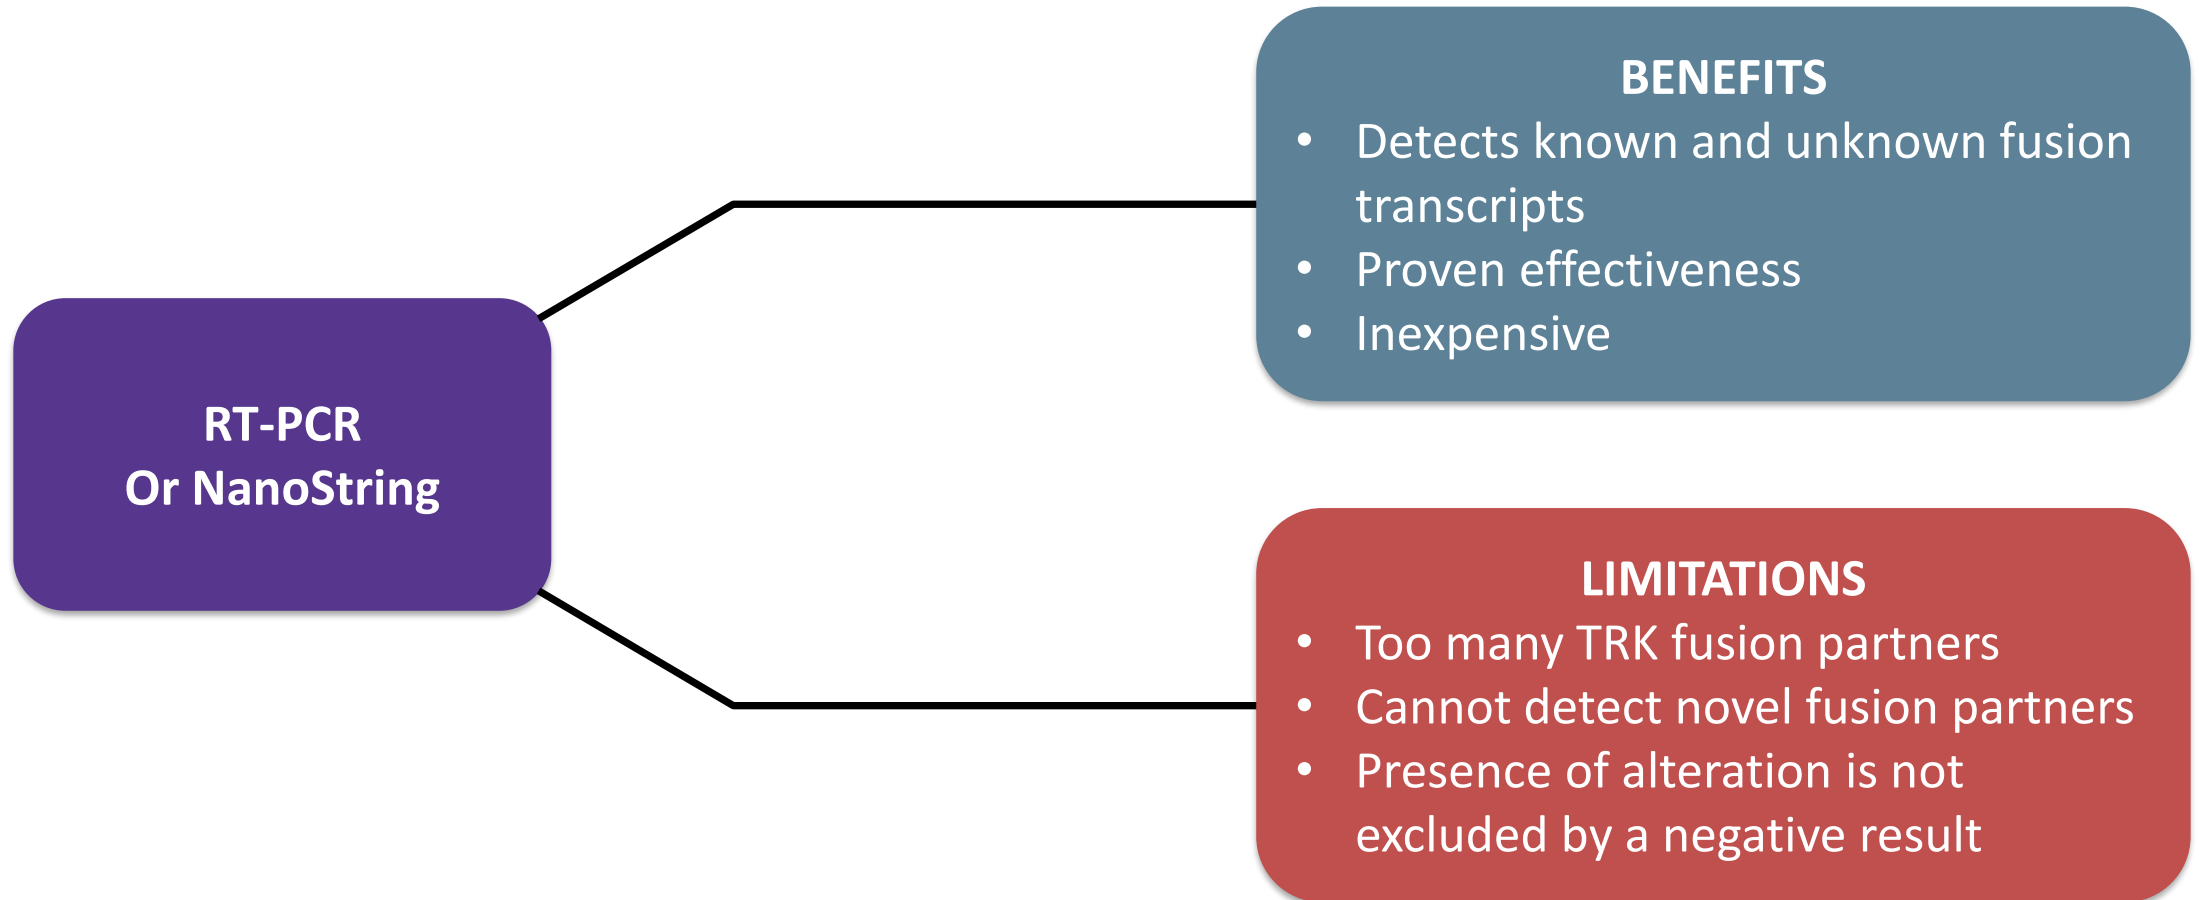 RT-PCR
Or NanoString
BENEFITS
• Detects known and unknown fusion
transcripts
• Proven effectiveness
• Inexpensive
LIMITATIONS
• Too many TRK fusion partners
• Cannot detect novel fusion partners
• Presence of alteration is not
excluded by a negative result